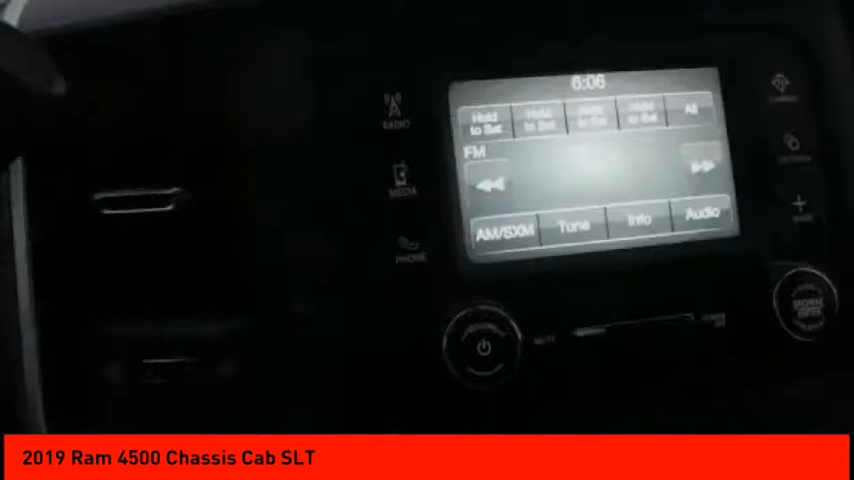 6:06
Hold to Set Hold to Set Hold to Set Hold to Set All
FM
AM/SXM Tune Info Audio
RADIO
MEDIA
PHONE
MUTE
2019 Ram 4500 Chassis Cab SLT